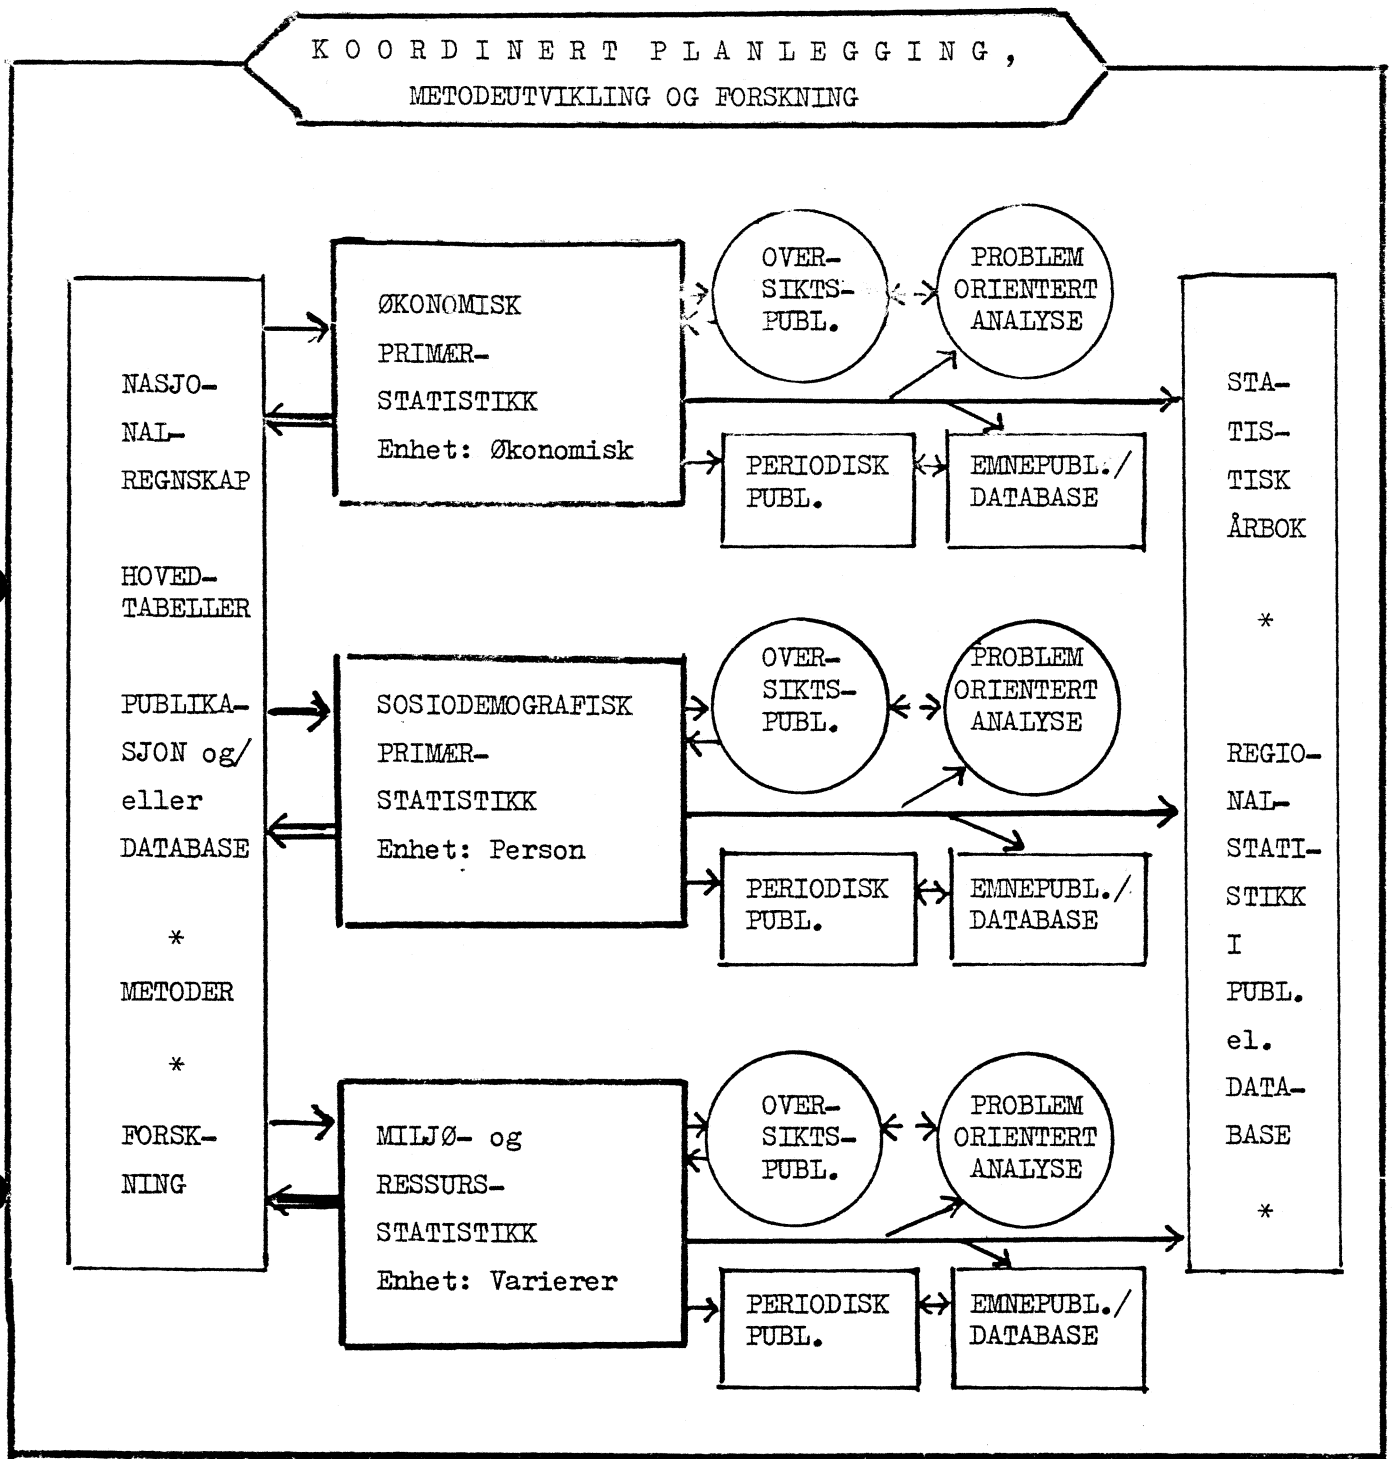 KOORDINERT PLANLEGGING,
METODEUTVIKLING OG FORSKNING
NASJO-
NAL-
REGNSKAP
HOVED-
TABELLER
PUBLIKA-
SJON og/
eller
DATABASE
*
METODER
*
FORSK-
NING
ØKONOMISK
PRIMÆR-
STATISTIKK
Enhet: Økonomisk
OVER-
SIKTS-
PUBL.
PROBLEM
ORIENTERT
ANALYSE
PERIODISK
PUBL.
EMNEPUBL./
DATABASE
SOSIODEMOGRAFISK
PRIMÆR-
STATISTIKK
Enhet: Person
OVER-
SIKTS-
PUBL.
PROBLEM
ORIENTERT
ANALYSE
PERIODISK
PUBL.
EMNEPUBL./
DATABASE
MILJØ- og
RESSURS-
STATISTIKK
Enhet: Varierer
OVER-
SIKTS-
PUBL.
PROBLEM
ORIENTERT
ANALYSE
PERIODISK
PUBL.
EMNEPUBL./
DATABASE
STA-
TIS-
TISK
ÅRBOK
*
REGIO-
NAL-
STATI-
STIKK
I
PUBL.
el.
DATA-
BASE
*